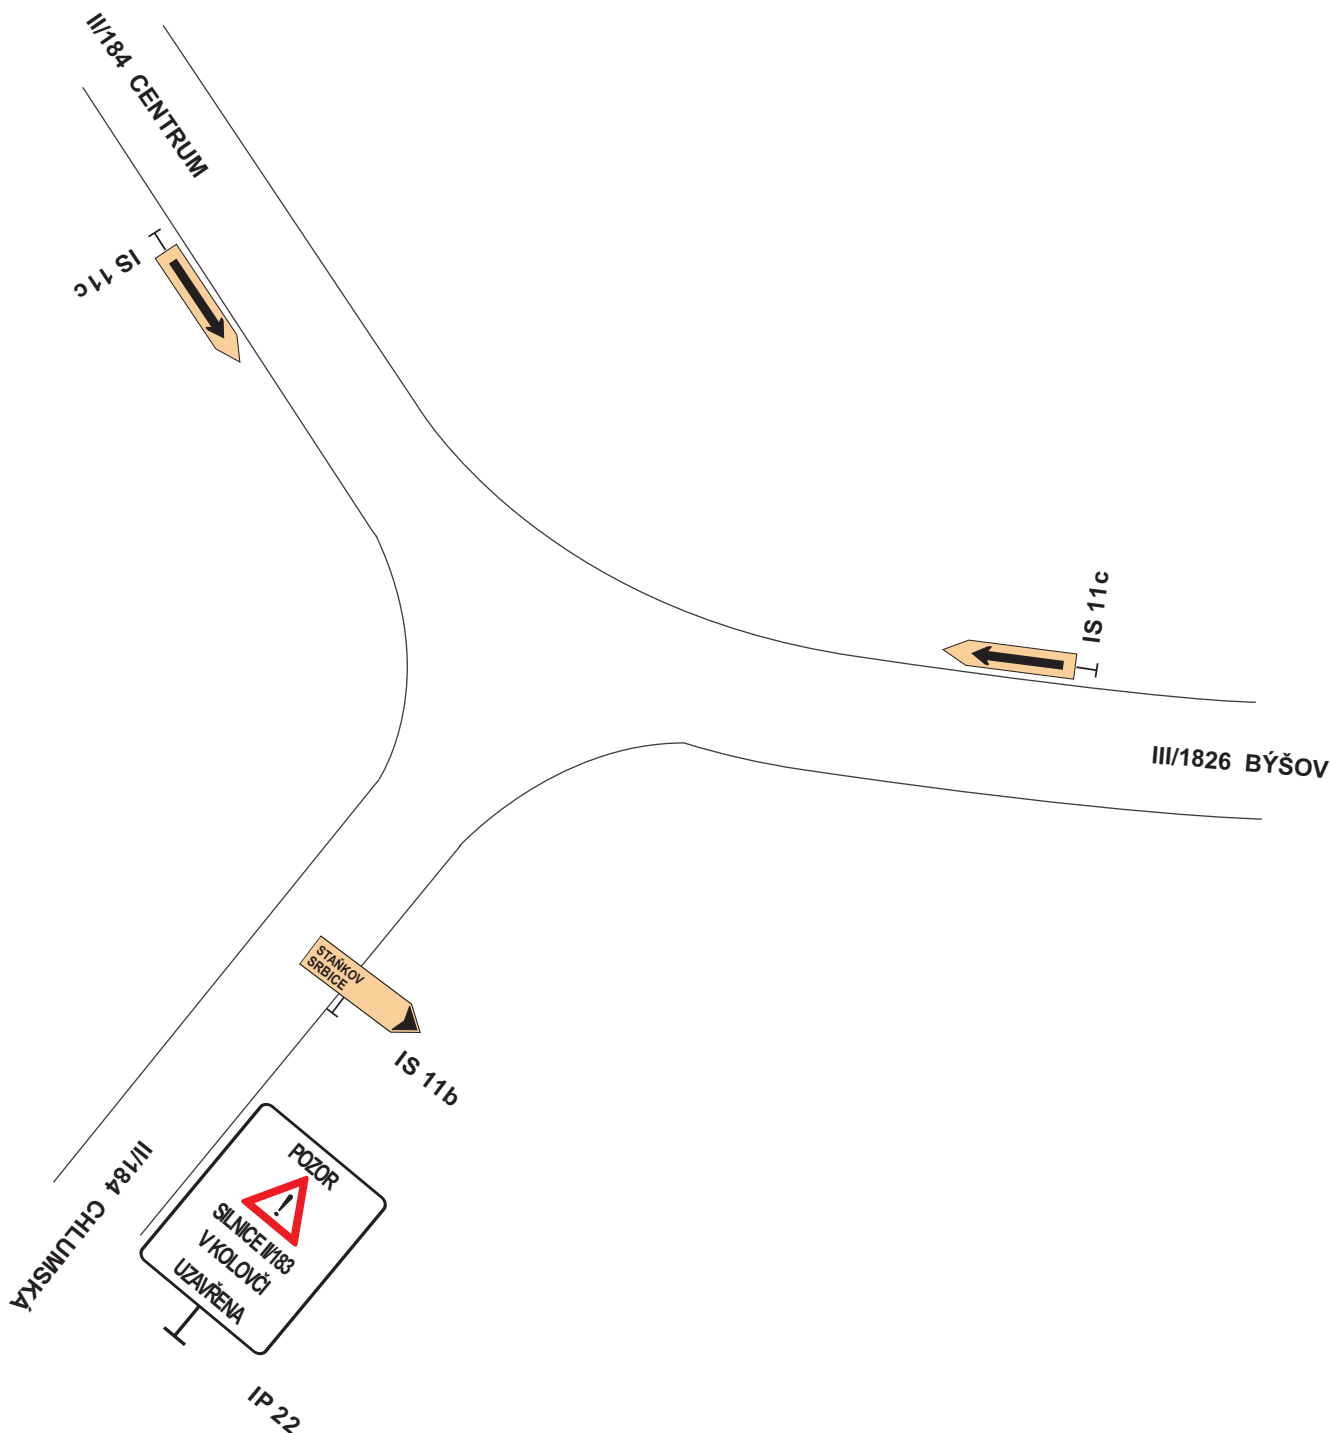 II/184 CENTRUM
IS 11c
IS 11c
III/1826 BÝŠOV
STAŇKOV
SRBICE
IS 11b
II/184 CHLUMSKÁ
POZOR
!
SILNICE II/183
V KOLOVČI
UZAVŘENA
IP 22